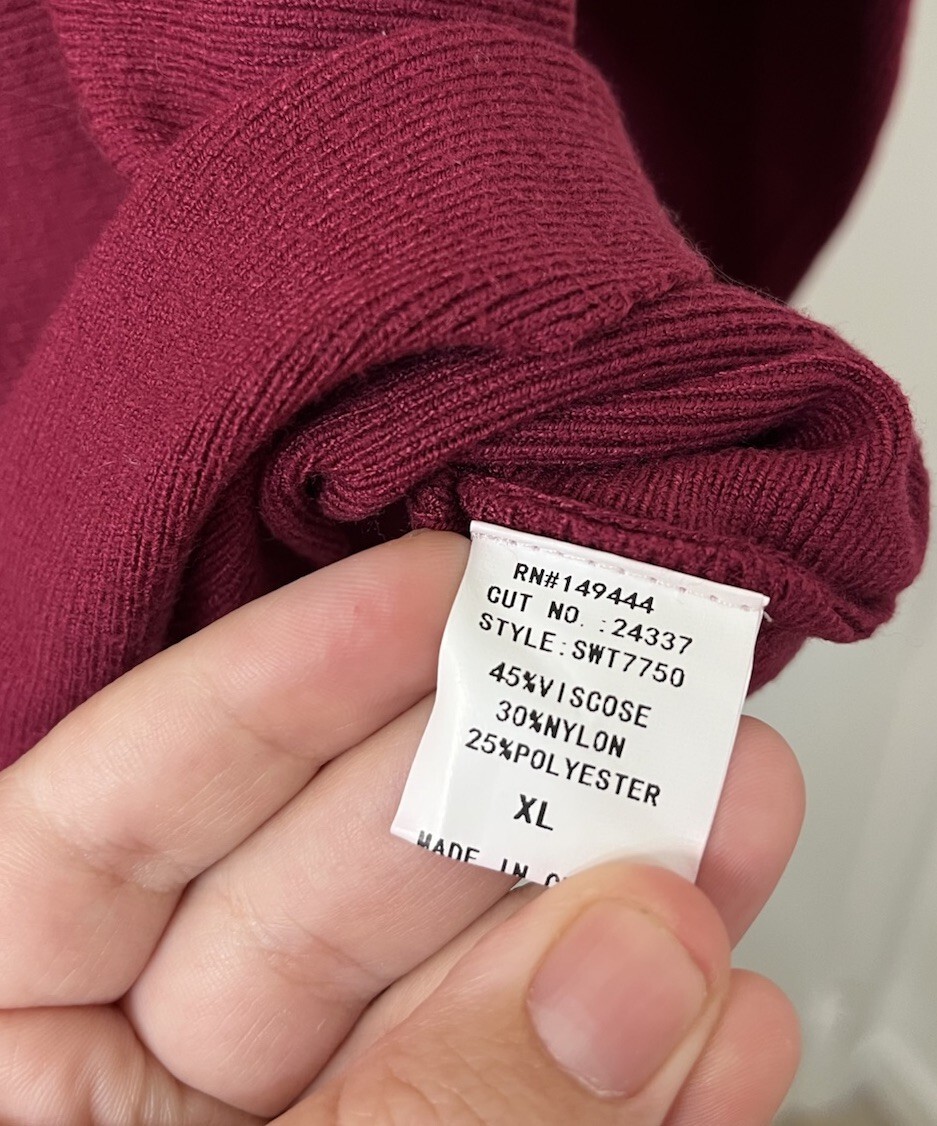 RN#149444
CUT NO.:24337
STYLE:SWT7750
45%VISCOSE
30%NYLON
25%POLYESTER
XL
MADE IN